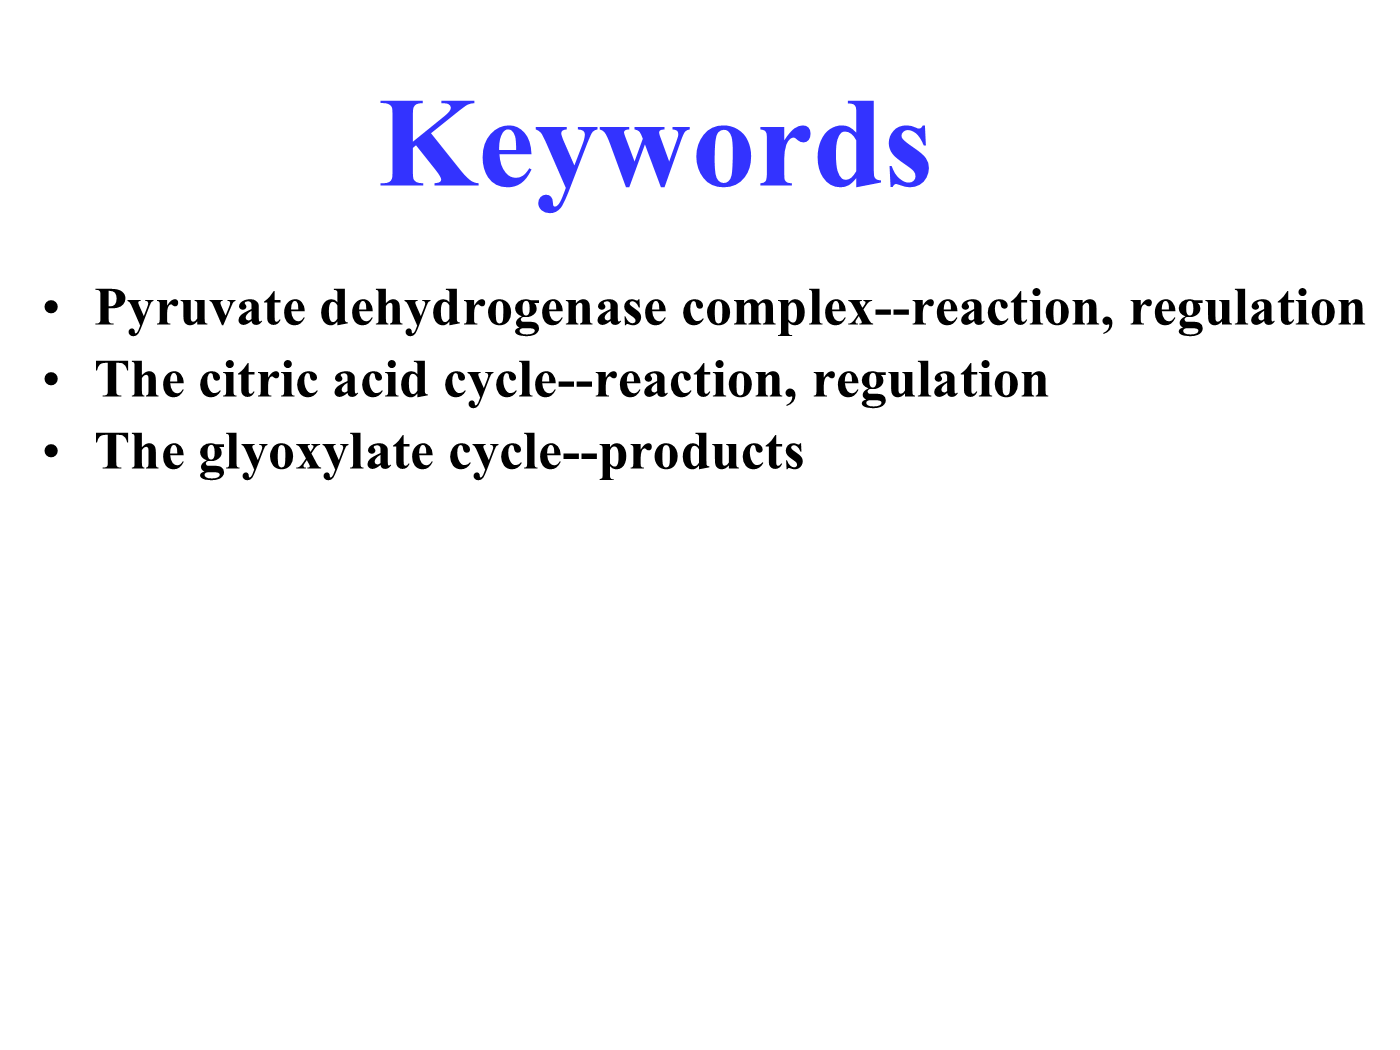 Keywords
• Pyruvate dehydrogenase complex--reaction, regulation
• The citric acid cycle--reaction, regulation
• The glyoxylate cycle--products